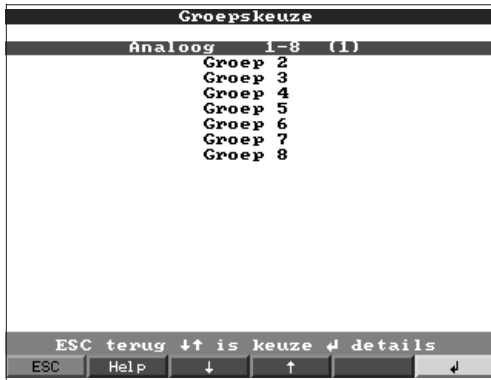 Groepskeuze
Analoog 1-8 (1)
Groep 2
Groep 3
Groep 4
Groep 5
Groep 6
Groep 7
Groep 8
ESC terug ↓↑ is keuze ↲ details
ESC Help ↓ ↑ ↲